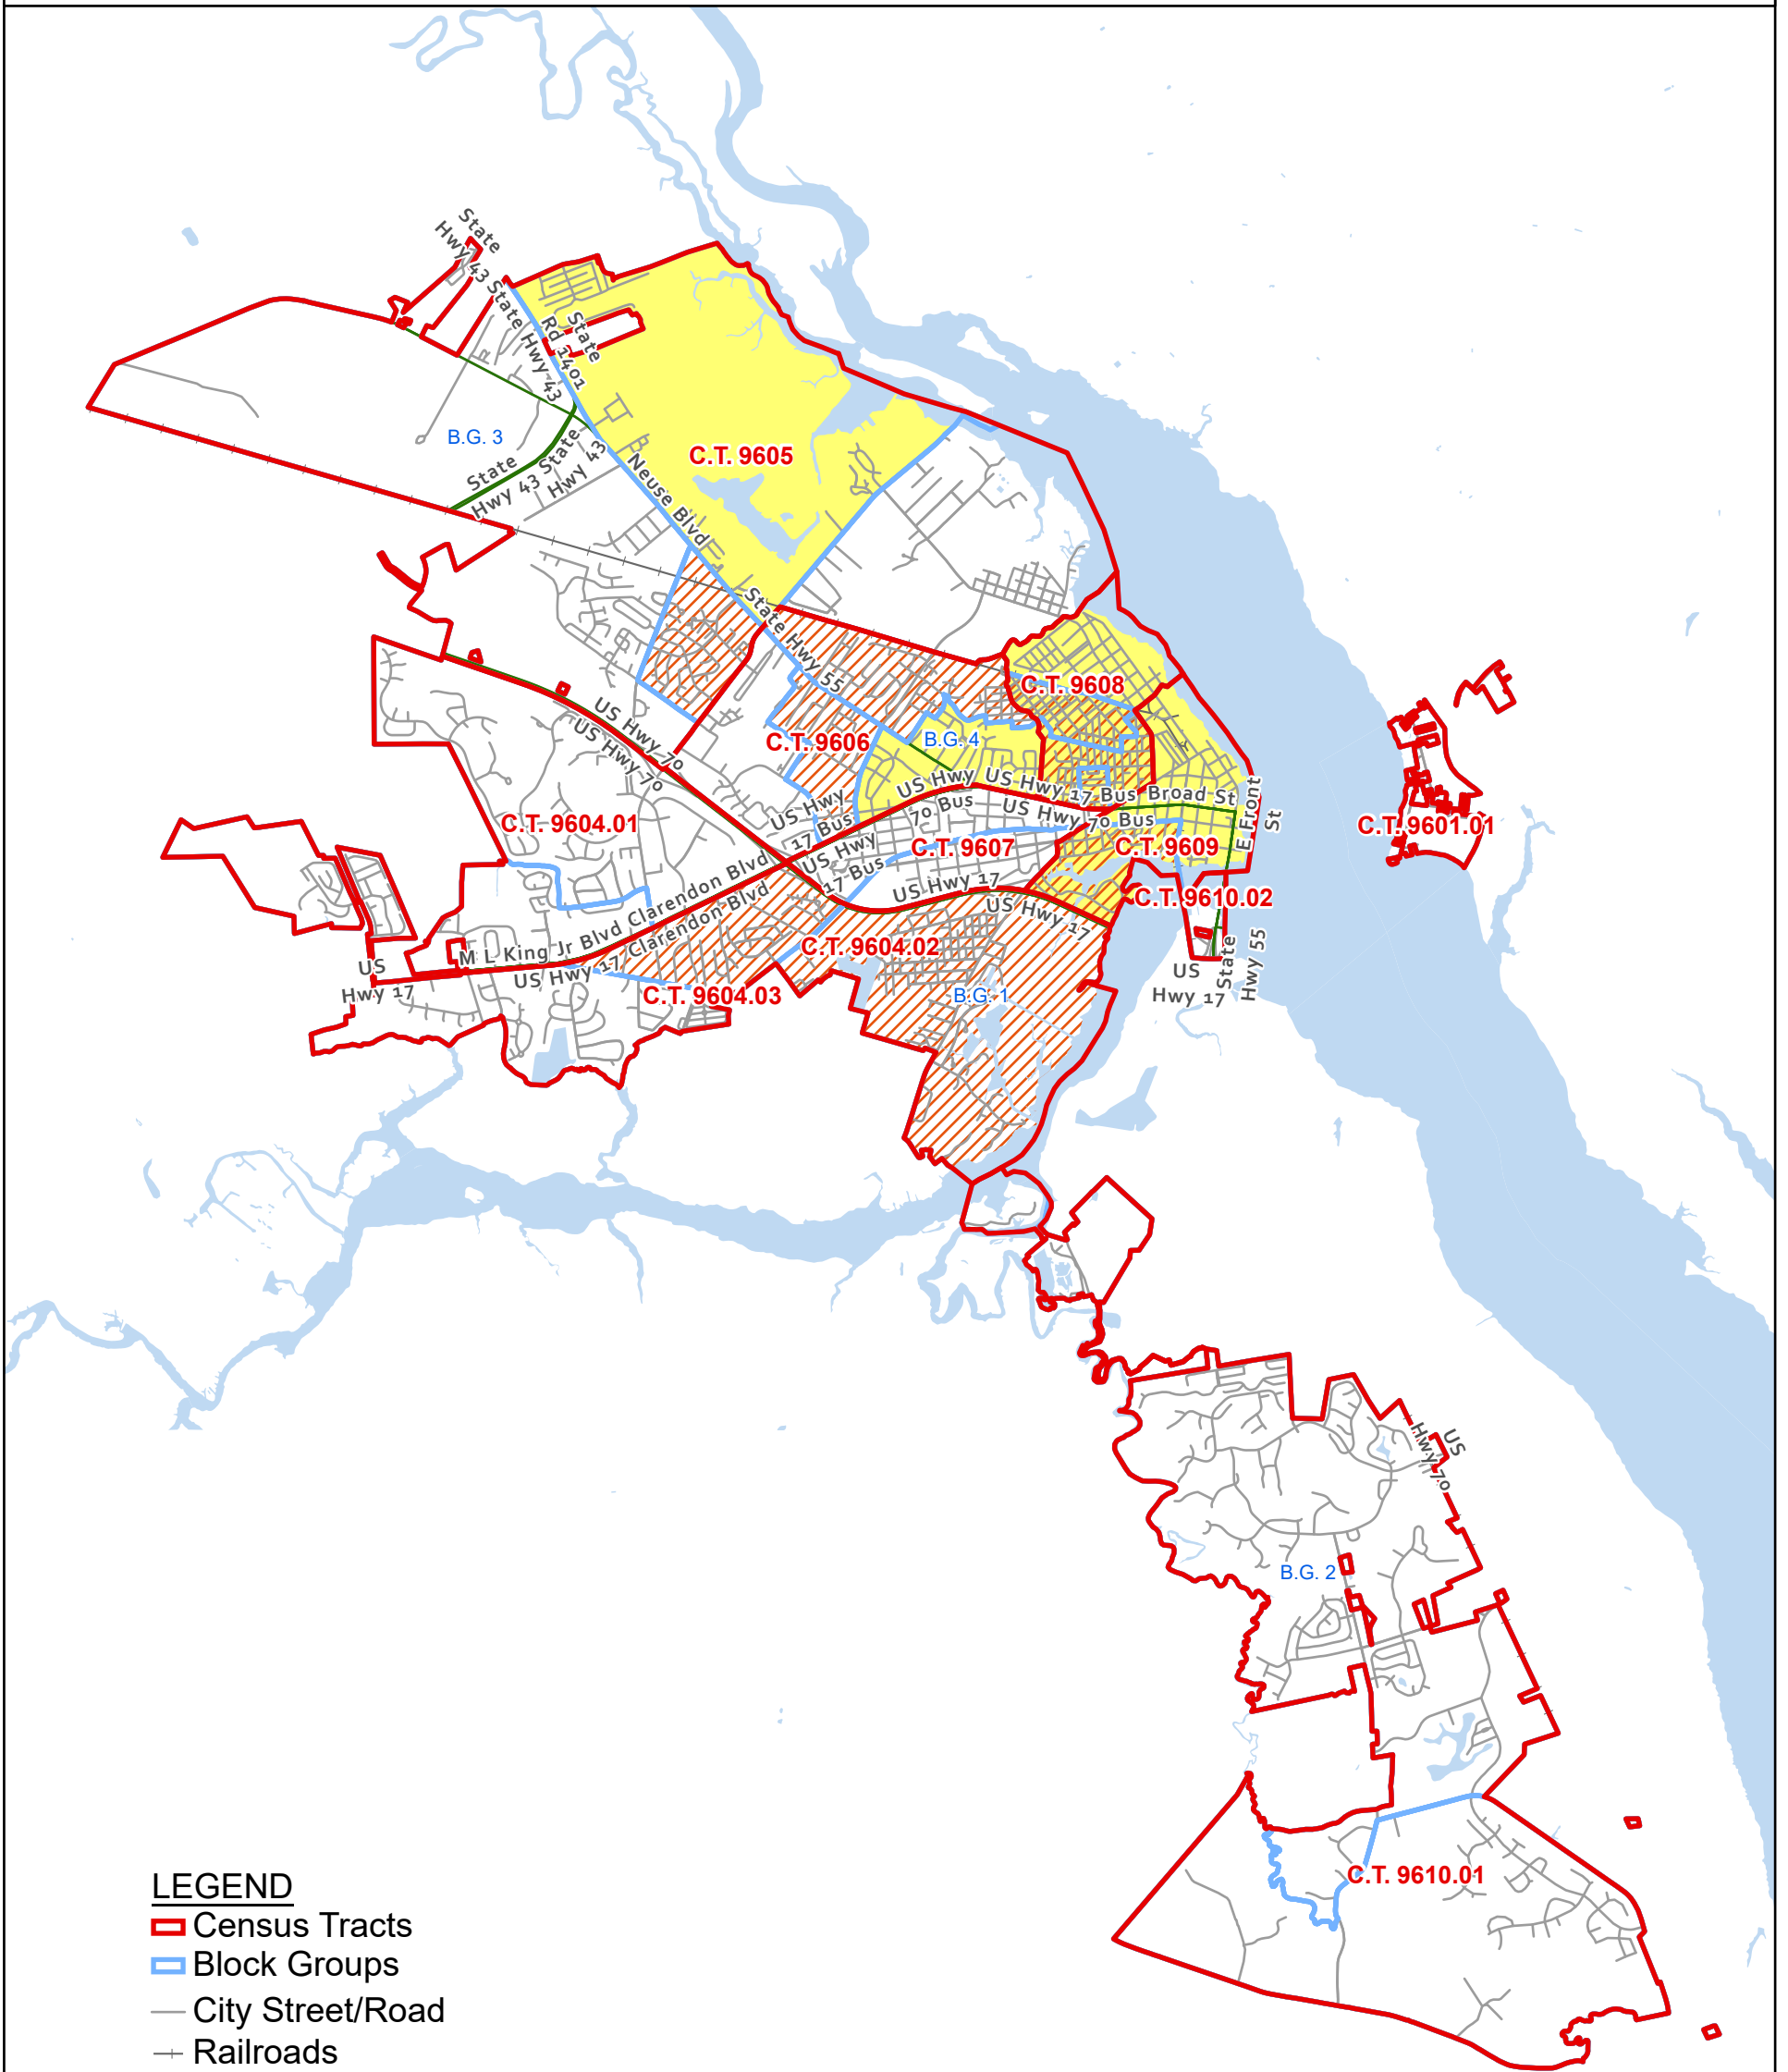 State
Hwy 43
State Hwy 43
State
Rd 1401
B.G. 3
C.T. 9605
State
Hwy 43
State
Hwy 43
Neuse Blvd
State Hwy 55
C.T. 9608
US Hwy 70
US Hwy 70
C.T. 9606
B.G. 4
US Hwy
17 Bus
US Hwy
70 Bus
US Hwy 17 Bus
Broad St
US Hwy 70 Bus
E Front
St
C.T. 9601.01
C.T. 9604.01
US Hwy
17 Bus
C.T. 9607
C.T. 9609
US Hwy 17
US Hwy 17
C.T. 9610.02
M L King Jr Blvd
Clarendon Blvd
US Hwy 17
Clarendon Blvd
C.T. 9604.02
US
Hwy 17
C.T. 9604.03
B.G. 1
US
Hwy 17
State
Hwy 55
US
Hwy 70
B.G. 2
C.T. 9610.01
LEGEND
Census Tracts
Block Groups
City Street/Road
Railroads